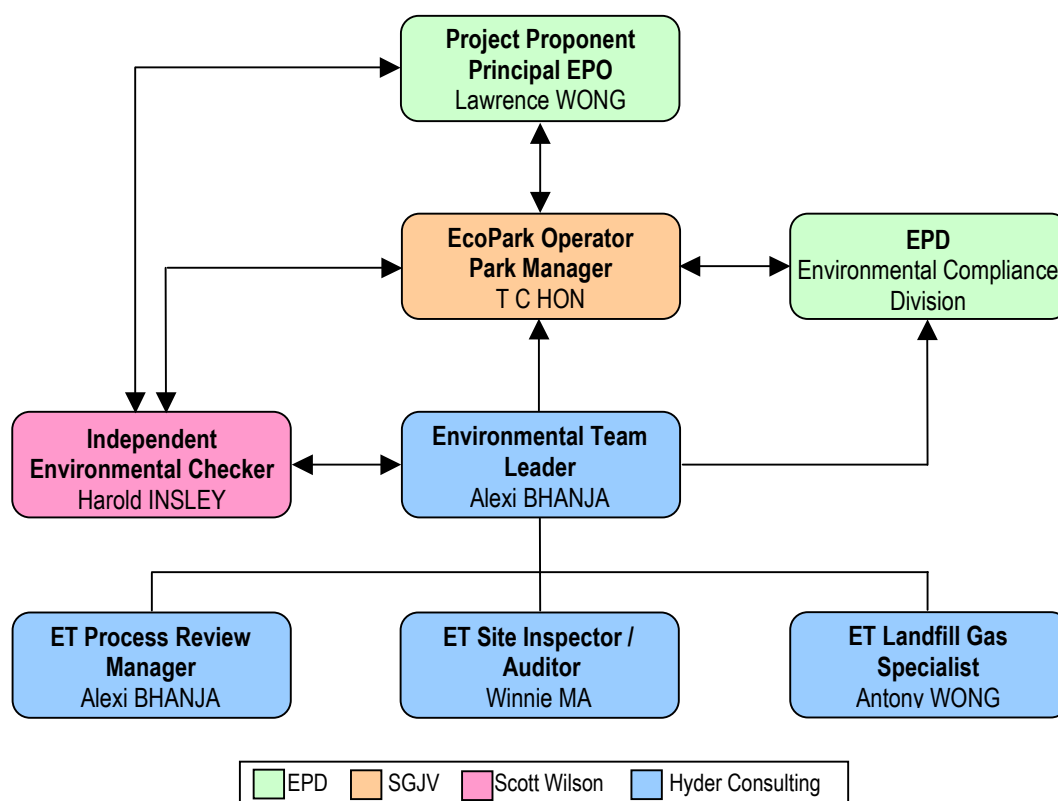 Project Proponent
Principal EPO
Lawrence WONG
EcoPark Operator
Park Manager
T C HON
EPD
Environmental Compliance
Division
Independent
Environmental Checker
Harold INSLEY
Environmental Team
Leader
Alexi BHANJA
ET Process Review
Manager
Alexi BHANJA
ET Site Inspector /
Auditor
Winnie MA
ET Landfill Gas
Specialist
Antony WONG
EPD SGJV Scott Wilson Hyder Consulting